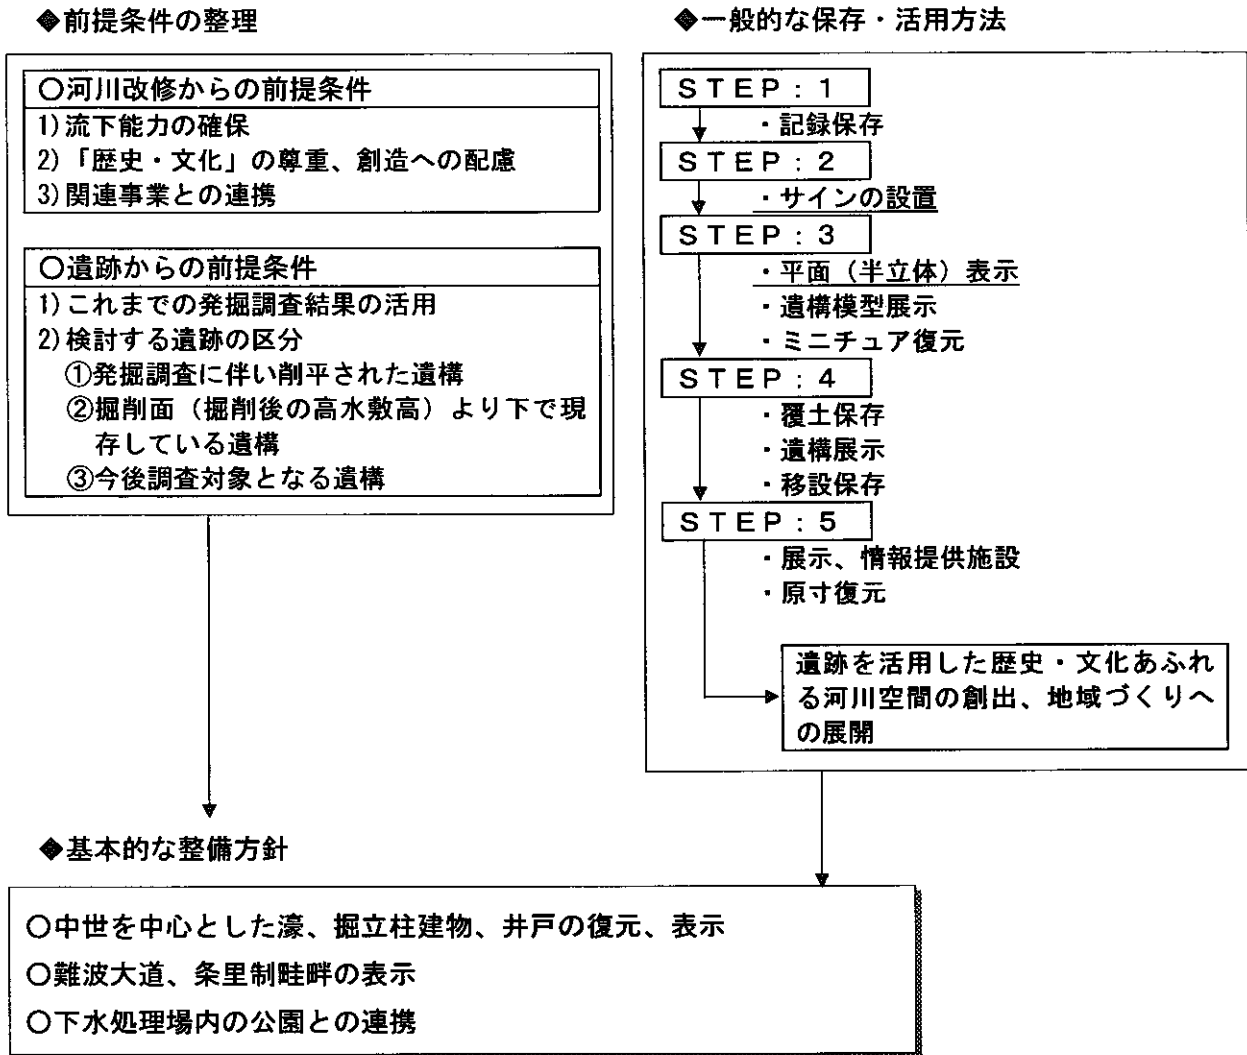 ◆前提条件の整理
○河川改修からの前提条件
1)流下能力の確保
2)「歴史・文化」の尊重、創造への配慮
3)関連事業との連携
○遺跡からの前提条件
1)これまでの発掘調査結果の活用
2)検討する遺跡の区分
①発掘調査に伴い削平された遺構
②掘削面（掘削後の高水敷高）より下で現
存している遺構
③今後調査対象となる遺構
◆一般的な保存・活用方法
STEP：1
・記録保存
STEP：2
・サインの設置
STEP：3
・平面（半立体）表示
・遺構模型展示
・ミニチュア復元
STEP：4
・覆土保存
・遺構展示
・移設保存
STEP：5
・展示、情報提供施設
・原寸復元
遺跡を活用した歴史・文化あふれ
る河川空間の創出、地域づくりへ
の展開
◆基本的な整備方針
○中世を中心とした濠、掘立柱建物、井戸の復元、表示
○難波大道、条里制畦畔の表示
○下水処理場内の公園との連携